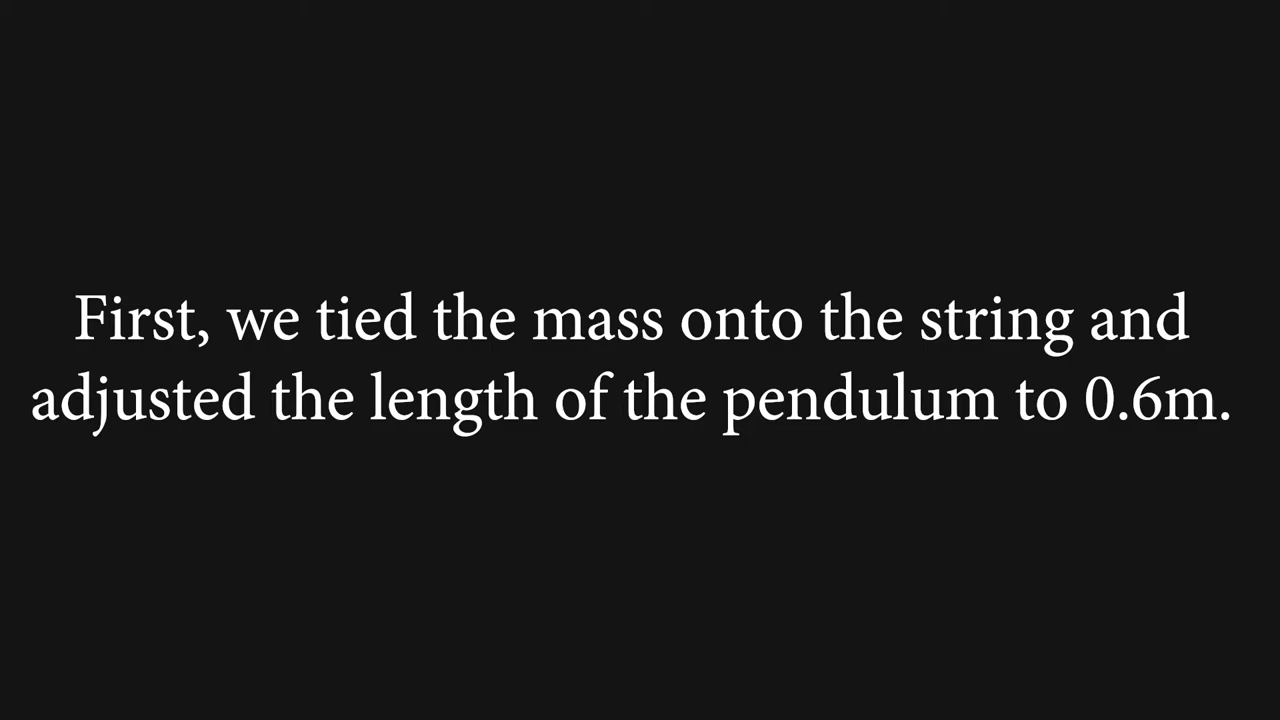 First, we tied the mass onto the string and
adjusted the length of the pendulum to 0.6m.